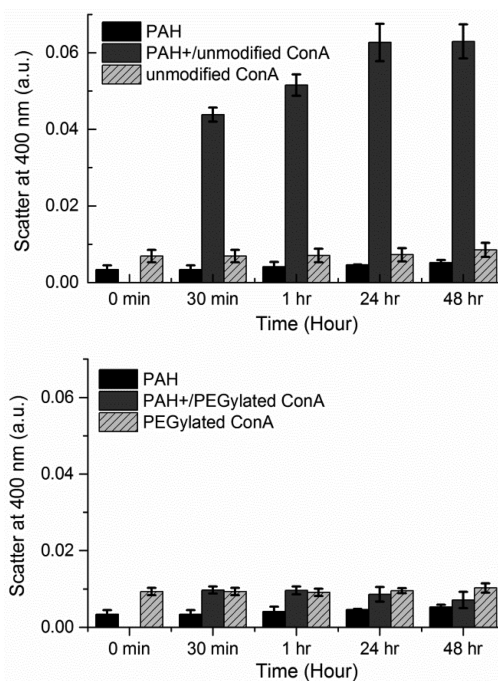 Scatter at 400 nm (a.u.)
0.06
0.04
0.02
0.00
PAH
PAH+/unmodified ConA
unmodified ConA
0 min 30 min 1 hr 24 hr 48 hr
Time (Hour)
Scatter at 400 nm (a.u.)
0.06
0.04
0.02
0.00
PAH
PAH+/PEGylated ConA
PEGylated ConA
0 min 30 min 1 hr 24 hr 48 hr
Time (Hour)